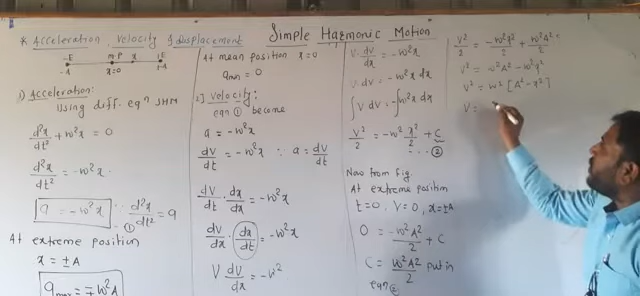 Simple Harmonic Motion
* Acceleration, Velocity & displacement
-E m P x E
-A x=0 +A
1) Acceleration:
Using diff. eqⁿ SHM
d²x/dt² + ω²x = 0
d²x/dt² = -ω²x
a = -ω²x ∵ d²x/dt² = a
①
At extreme position
x = ± A
a_max = ∓ω²A
At mean position x=0
a_min = 0
2] Velocity:
eqⁿ ① become
a = -ω²x
dv/dt = -ω²x ∵ a = dv/dt
dv/dt · dx/dx = -ω²x
dv/dx · dx/dt = -ω²x
V dv/dx = -ω²
V · dv/dx = -ω²x
V · dv = -ω²x dx
∫ V dv = -∫ω²x dx
V²/2 = -ω² x²/2 + C
.... ②
Now from fig
At extreme position
t=0, V=0, x=±A
0 = -ω²A²/2 + C
C = ω²A²/2 put in
eqⁿ ②
V²/2 = -ω²x²/2 + ω²A²/2
V² = ω²A² - ω²x²
V² = ω² [A² - x²]
V =